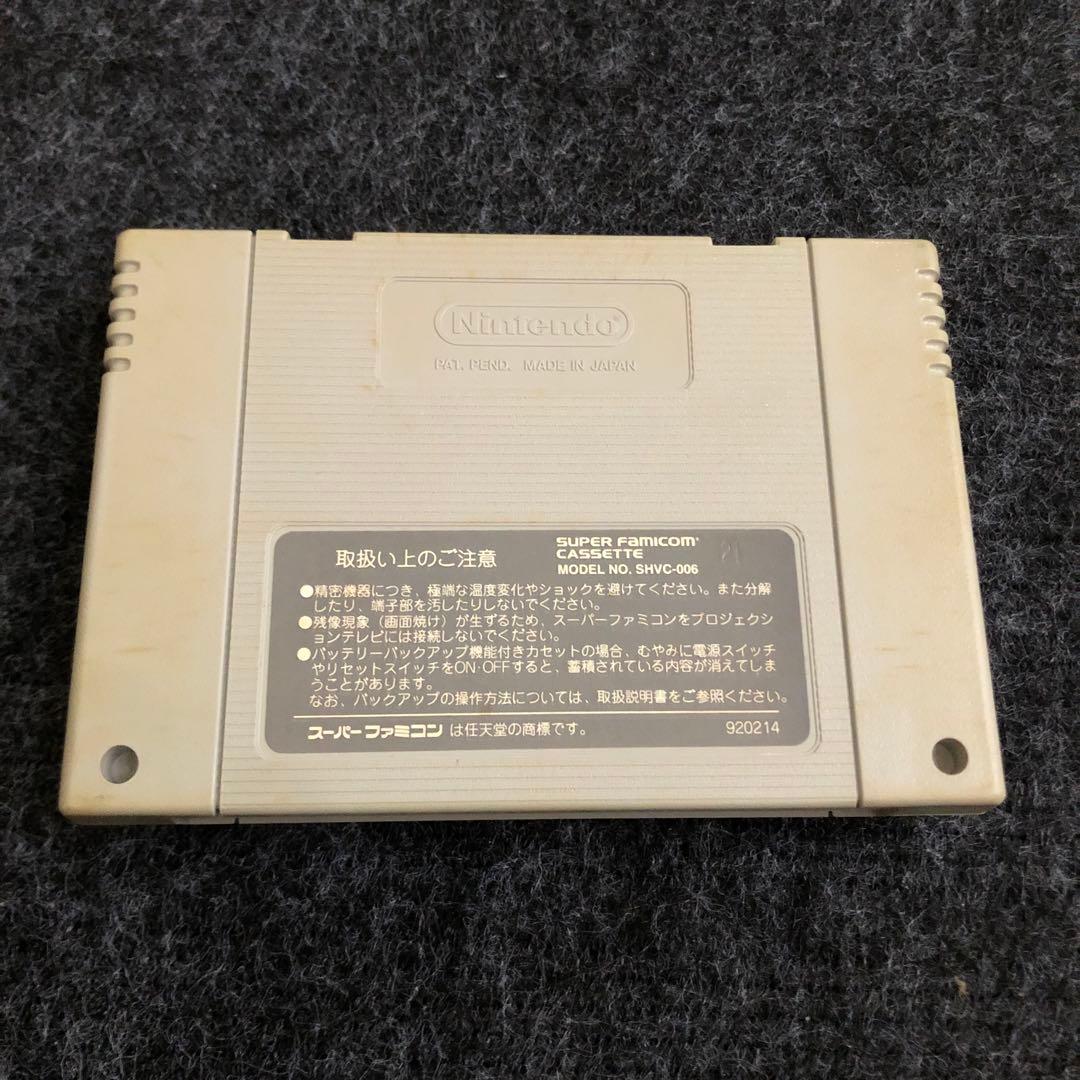 Nintendo®
PAT. PEND. MADE IN JAPAN
取扱い上のご注意
SUPER FAMICOM®
CASSETTE
MODEL NO. SHVC-006
21
●精密機器につき、極端な温度変化やショックを避けてください。また分解
したり、端子部を汚したりしないでください。
●残像現象（画面焼け）が生ずるため、スーパーファミコンをプロジェクシ
ョンテレビには接続しないでください。
●バッテリーバックアップ機能付きカセットの場合、むやみに電源スイッチ
やリセットスイッチをON·OFFすると、蓄積されている内容が消えてしま
うことがあります。
なお、バックアップの操作方法については、取扱説明書をご参照ください。
スーパーファミコン は任天堂の商標です。
920214